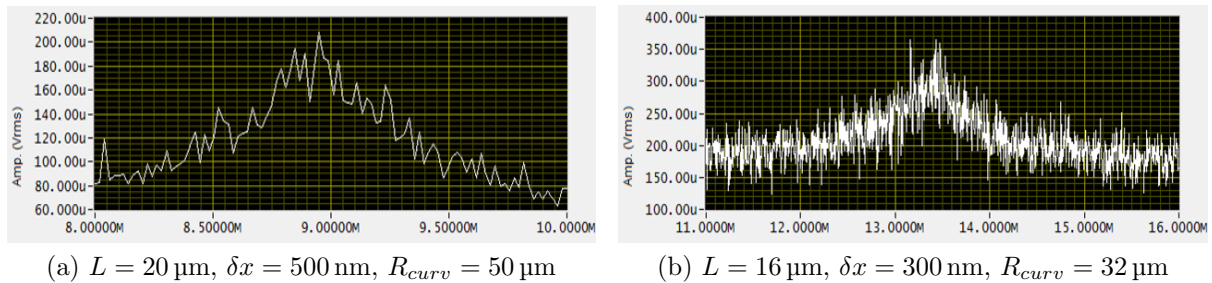 220.00u
200.00u
180.00u
160.00u
140.00u
120.00u
100.00u
80.000u
60.000u
Amp. (Vrms)
8.00000M 8.50000M 9.00000M 9.50000M 10.0000M
(a) L = 20 µm, δx = 500 nm, R_curv = 50 µm
400.00u
350.00u
300.00u
250.00u
200.00u
150.00u
100.00u
Amp. (Vrms)
11.0000M 12.0000M 13.0000M 14.0000M 15.0000M 16.0000M
(b) L = 16 µm, δx = 300 nm, R_curv = 32 µm